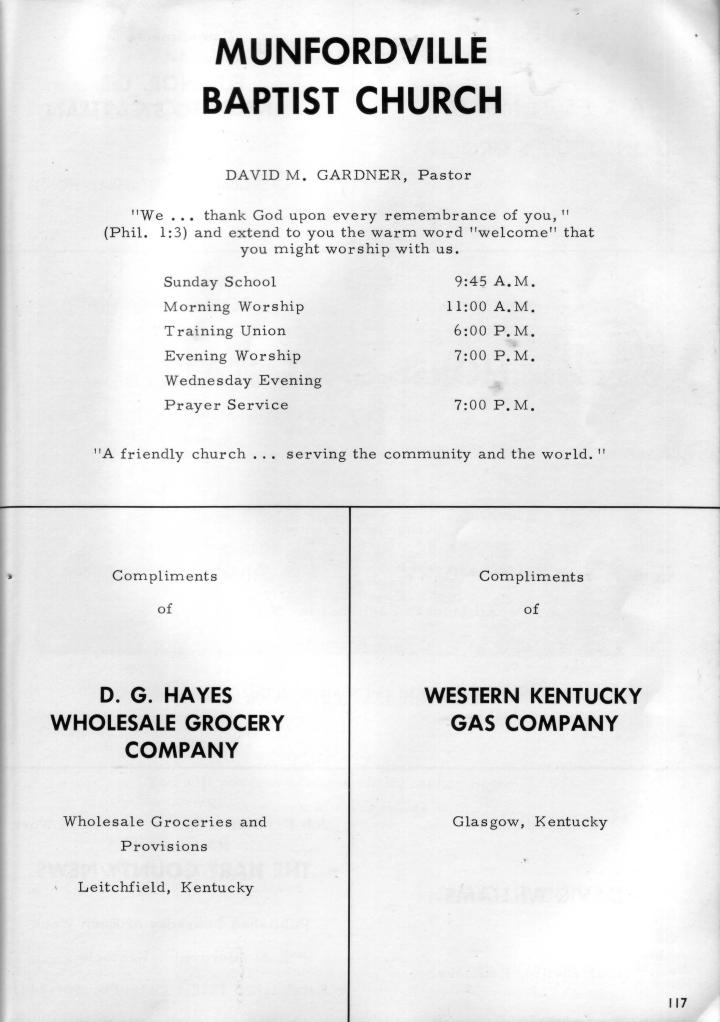 MUNFORDVILLE
BAPTIST CHURCH
DAVID M. GARDNER, Pastor
"We ... thank God upon every remembrance of you,"
(Phil. 1:3) and extend to you the warm word "welcome" that
you might worship with us.
Sunday School 9:45 A.M.
Morning Worship 11:00 A.M.
Training Union 6:00 P.M.
Evening Worship 7:00 P.M.
Wednesday Evening
Prayer Service 7:00 P.M.
"A friendly church ... serving the community and the world."
Compliments
of
D. G. HAYES
WHOLESALE GROCERY
COMPANY
Wholesale Groceries and
Provisions
Leitchfield, Kentucky
Compliments
of
WESTERN KENTUCKY
GAS COMPANY
Glasgow, Kentucky
117